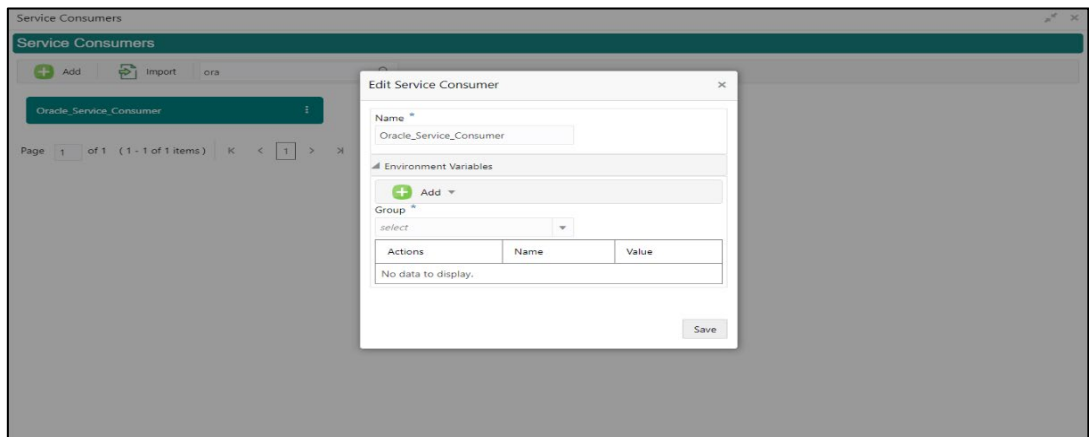 Service Consumers
Service Consumers
Add Import ora
Oracle_Service_Consumer
Page 1 of 1 (1 - 1 of 1 items) 1
Edit Service Consumer
Name *
Oracle_Service_Consumer
Environment Variables
Add
Group *
select
Actions Name Value
No data to display.
Save